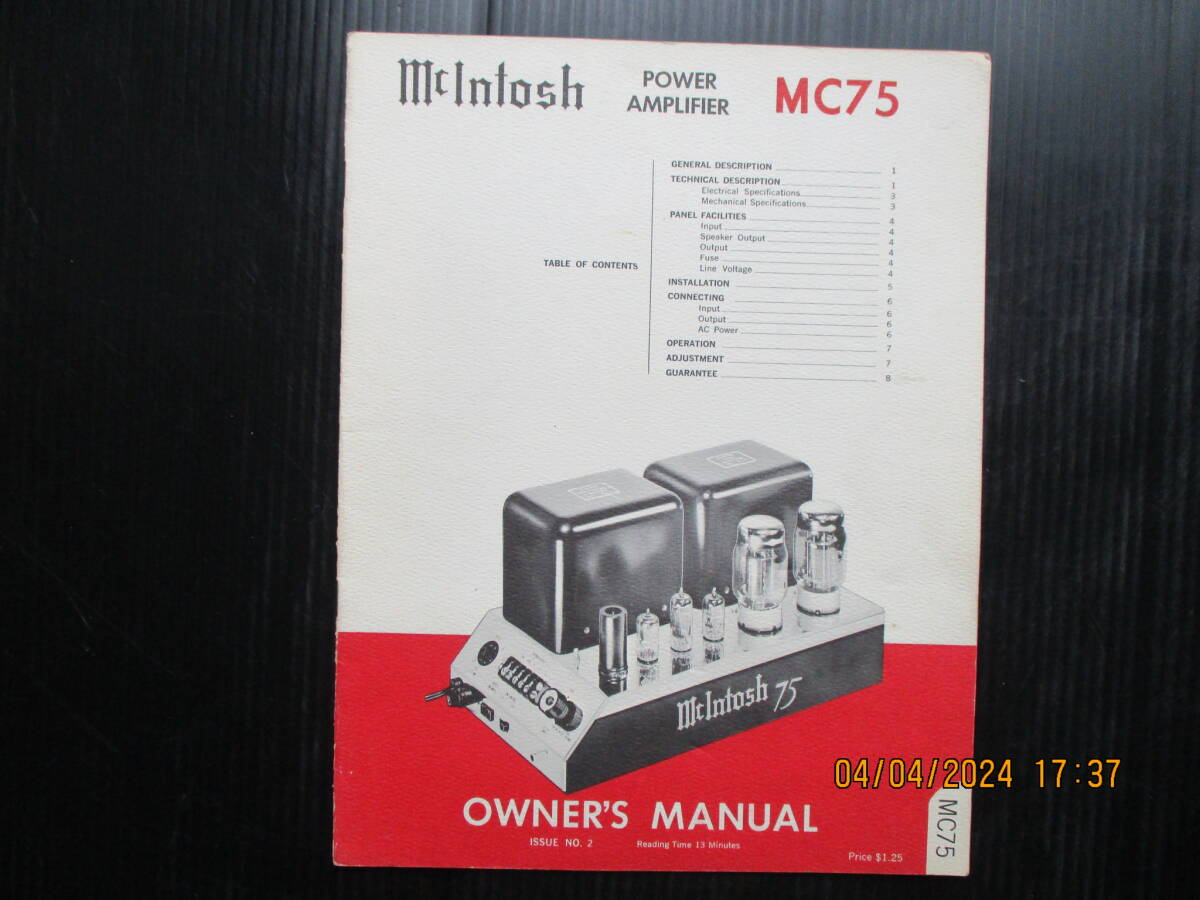 McIntosh
POWER
AMPLIFIER
MC75
TABLE OF CONTENTS
GENERAL DESCRIPTION 1
TECHNICAL DESCRIPTION 1
Electrical Specifications 3
Mechanical Specifications 3
PANEL FACILITIES 4
Input 4
Speaker Output 4
Output 4
Fuse 4
Line Voltage 4
INSTALLATION 5
CONNECTING 6
Input 6
Output 6
AC Power 6
OPERATION 7
ADJUSTMENT 7
GUARANTEE 8
McIntosh 75
04/04/2024 17:37
OWNER'S MANUAL
ISSUE NO. 2
Reading Time 13 Minutes
Price $1.25
MC75